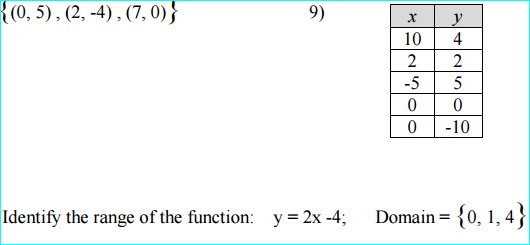 {(0, 5) , (2, -4) , (7, 0)}
9)
x y
10 4
2 2
-5 5
0 0
0 -10
Identify the range of the function: y = 2x -4; Domain = {0, 1, 4}